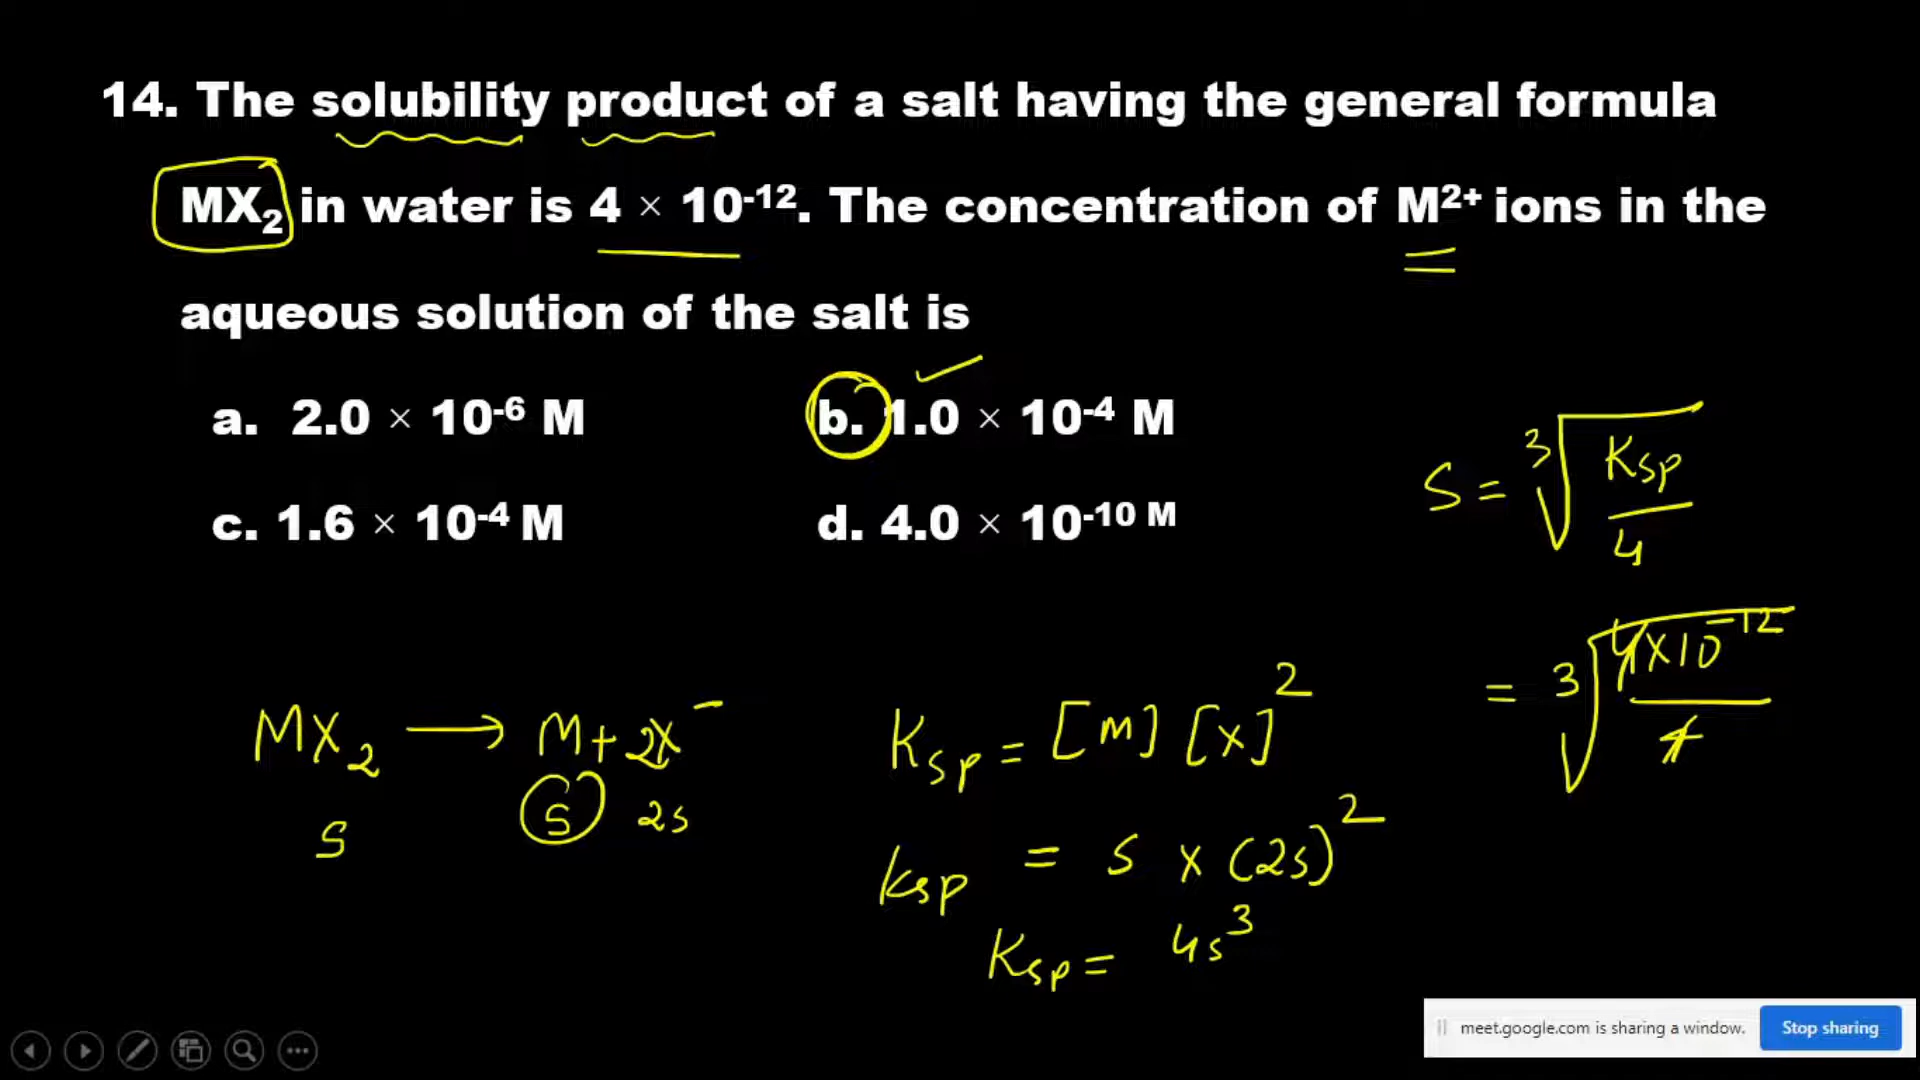 14. The solubility product of a salt having the general formula
MX₂ in water is 4 × 10⁻¹². The concentration of M²⁺ ions in the
aqueous solution of the salt is
a. 2.0 × 10⁻⁶ M
b. 1.0 × 10⁻⁴ M
c. 1.6 × 10⁻⁴ M
d. 4.0 × 10⁻¹⁰ M
S = ³√(Ksp/4)
= ³√(4×10⁻¹²/4)
MX₂ → M + 2X⁻
S
S
2s
Ksp = [M] [X]²
Ksp = S × (2s)²
Ksp = 4s³
meet.google.com is sharing a window.
Stop sharing